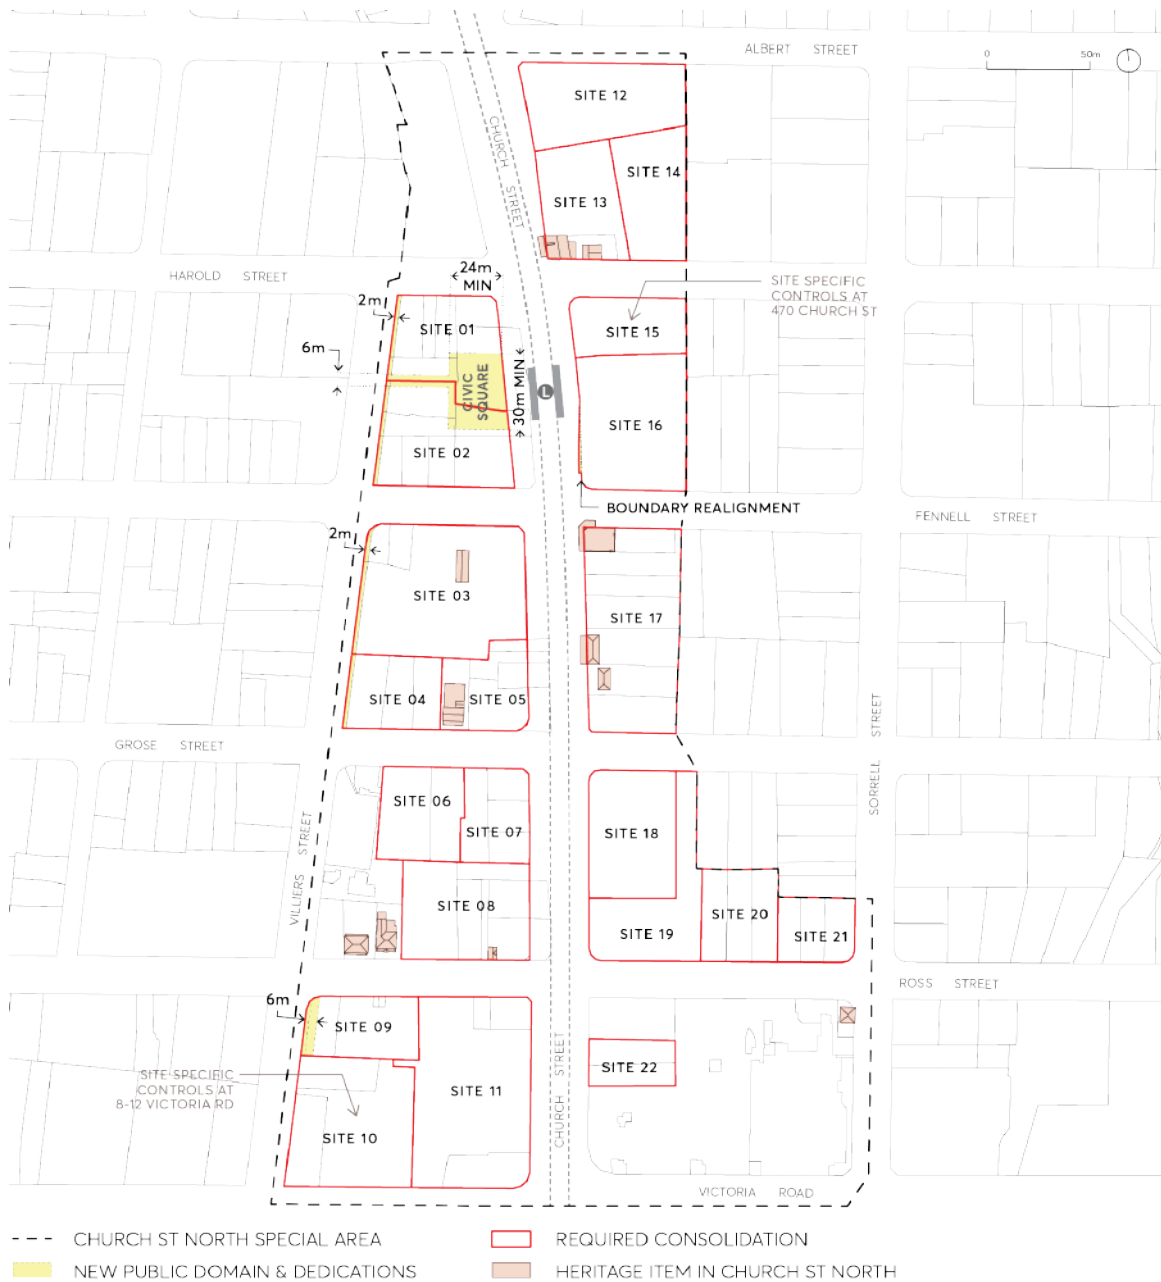 ALBERT STREET
0 50m
SITE 12
CHURCH STREET
SITE 14
SITE 13
HAROLD STREET
24m
MIN
SITE SPECIFIC
CONTROLS AT
470 CHURCH ST
2m
SITE 01
SITE 15
6m
CIVIC
SQUARE
30m MIN
L
SITE 16
SITE 02
BOUNDARY REALIGNMENT
FENNELL STREET
2m
SITE 03
SITE 17
SITE 04
SITE 05
SORRELL STREET
GROSE STREET
SITE 06
SITE 07
SITE 18
VILLIERS STREET
SITE 08
SITE 20
SITE 19
SITE 21
ROSS STREET
6m
SITE 09
SITE 22
CHURCH STREET
SITE SPECIFIC
CONTROLS AT
8-12 VICTORIA RD
SITE 11
SITE 10
VICTORIA ROAD
CHURCH ST NORTH SPECIAL AREA
REQUIRED CONSOLIDATION
NEW PUBLIC DOMAIN & DEDICATIONS
HERITAGE ITEM IN CHURCH ST NORTH